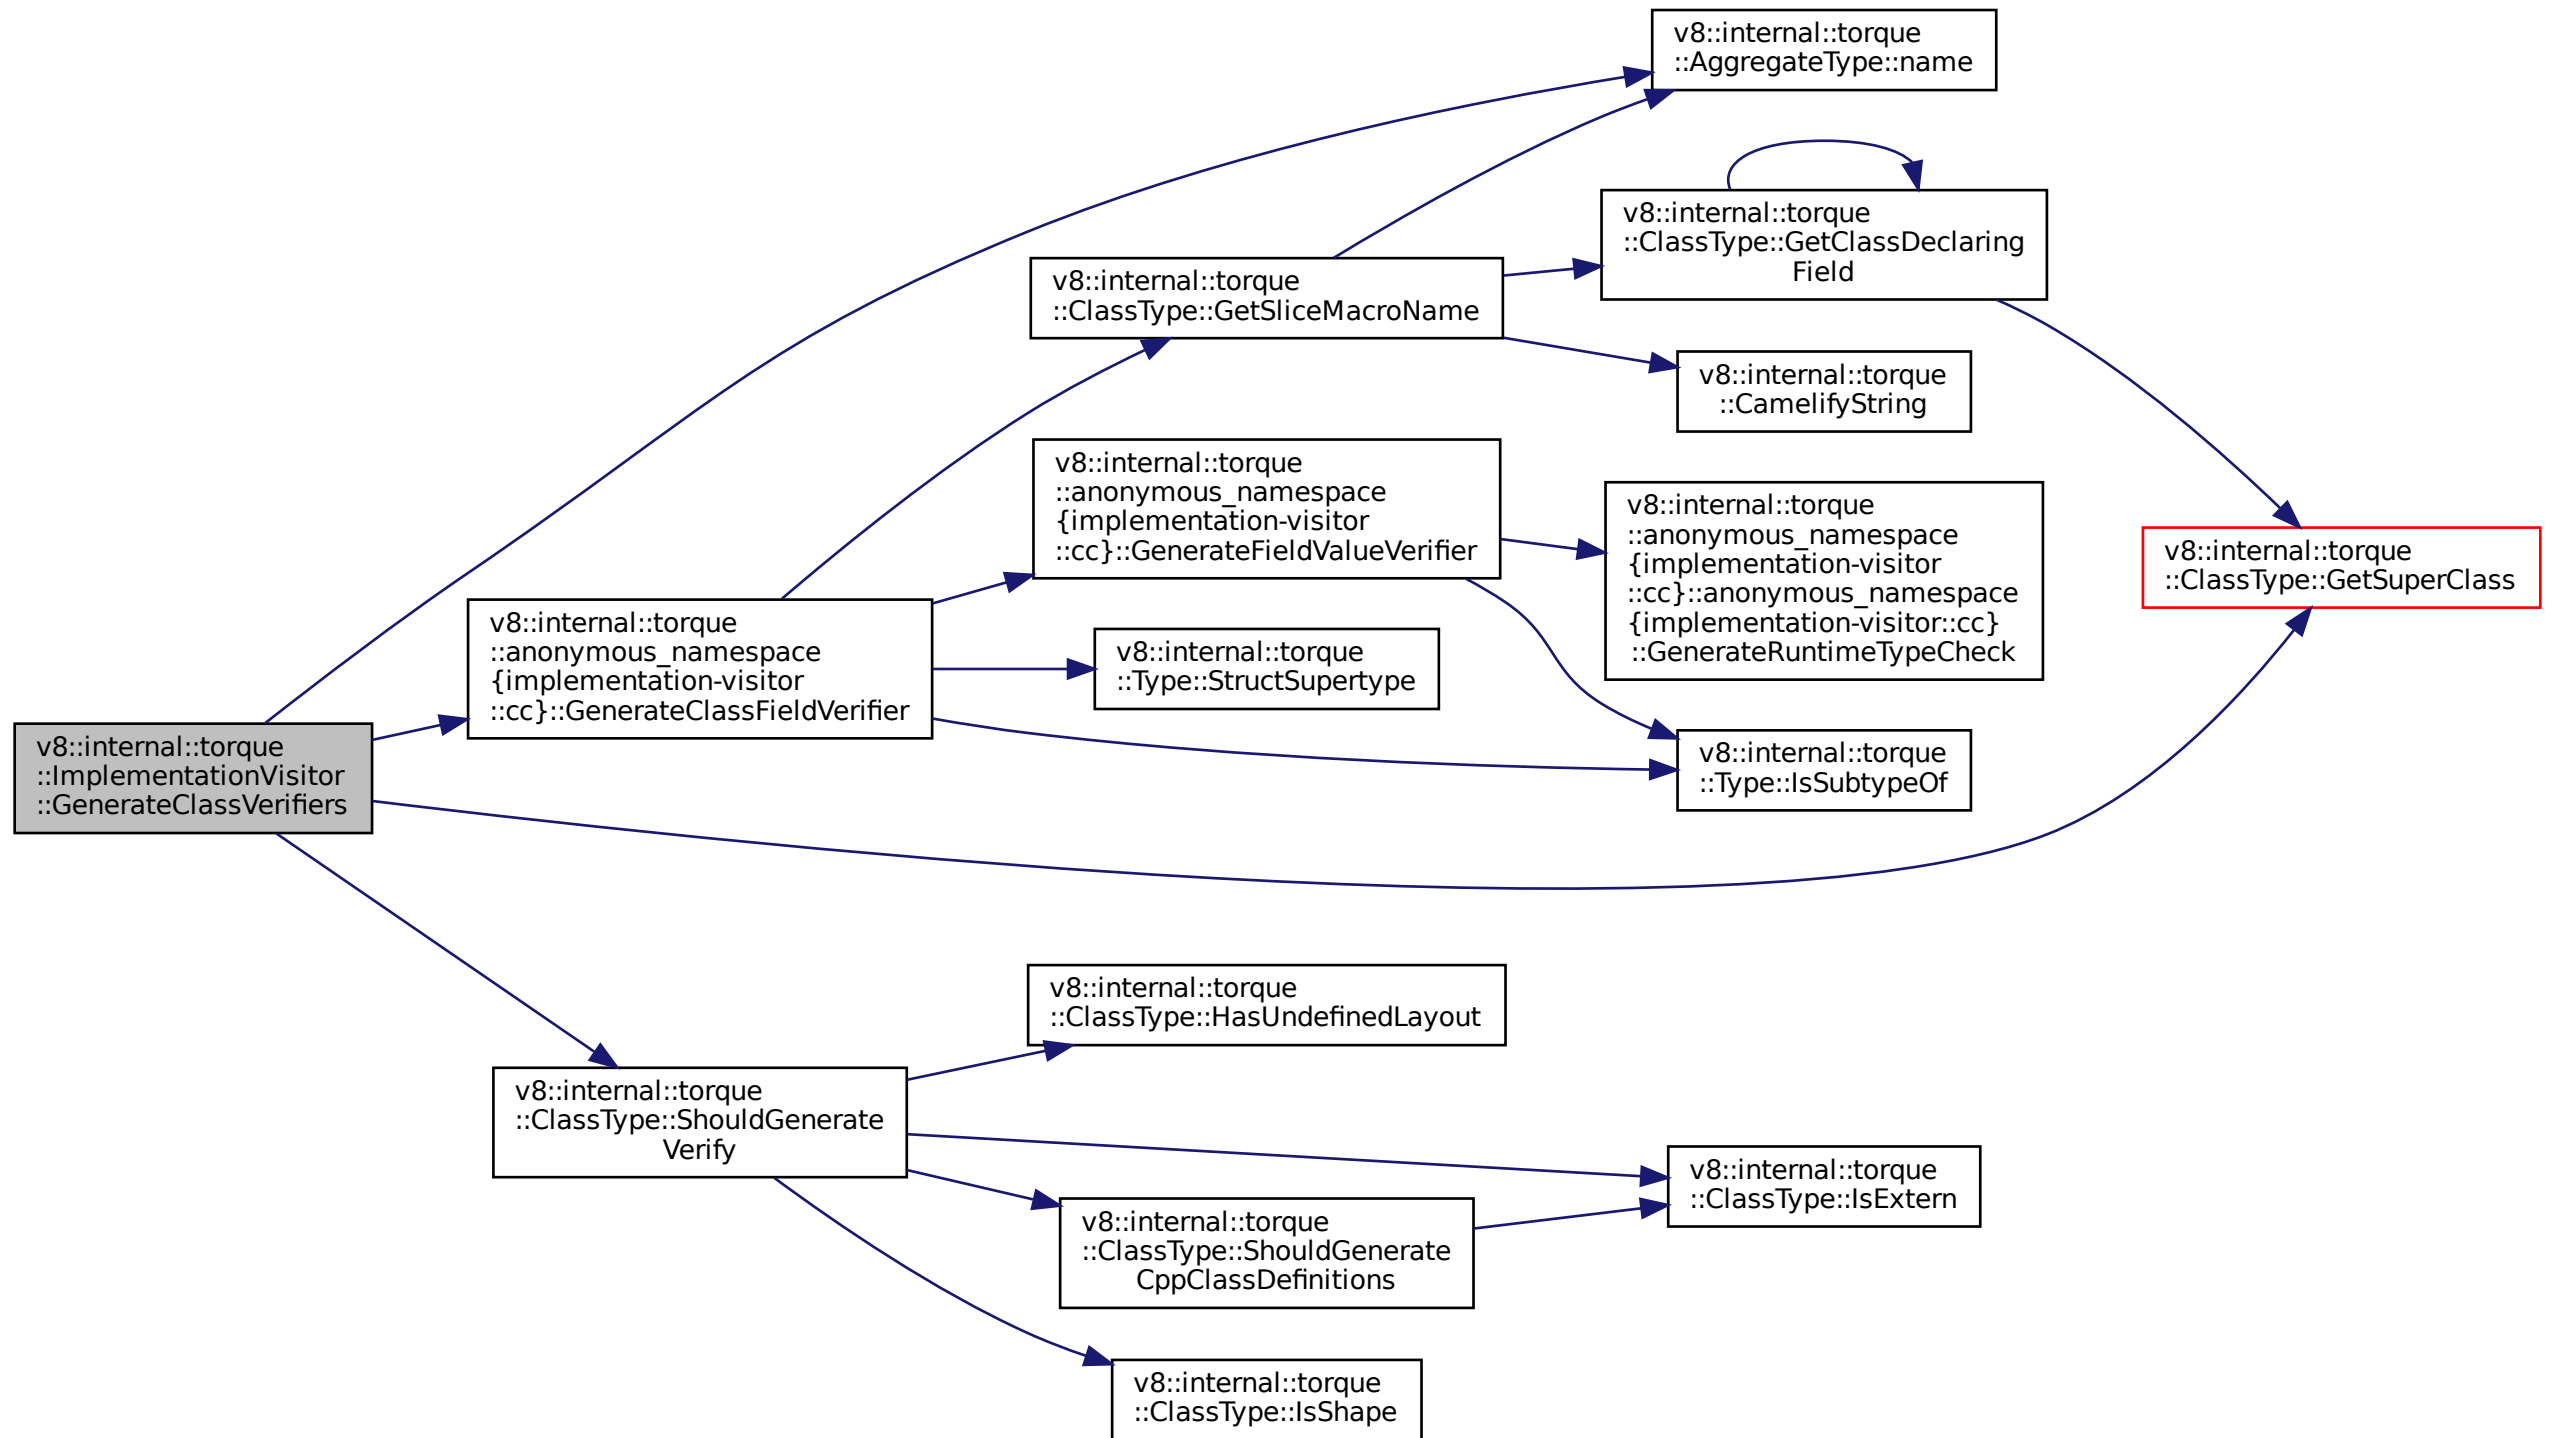 v8::internal::torque
::ImplementationVisitor
::GenerateClassVerifiers
v8::internal::torque
::AggregateType::name
v8::internal::torque
::anonymous_namespace
{implementation-visitor
::cc}::GenerateClassFieldVerifier
v8::internal::torque
::ClassType::GetSliceMacroName
v8::internal::torque
::ClassType::GetClassDeclaring
Field
v8::internal::torque
::CamelifyString
v8::internal::torque
::anonymous_namespace
{implementation-visitor
::cc}::GenerateFieldValueVerifier
v8::internal::torque
::anonymous_namespace
{implementation-visitor
::cc}::anonymous_namespace
{implementation-visitor::cc}
::GenerateRuntimeTypeCheck
v8::internal::torque
::ClassType::GetSuperClass
v8::internal::torque
::Type::StructSupertype
v8::internal::torque
::Type::IsSubtypeOf
v8::internal::torque
::ClassType::ShouldGenerate
Verify
v8::internal::torque
::ClassType::HasUndefinedLayout
v8::internal::torque
::ClassType::IsExtern
v8::internal::torque
::ClassType::ShouldGenerate
CppClassDefinitions
v8::internal::torque
::ClassType::IsShape